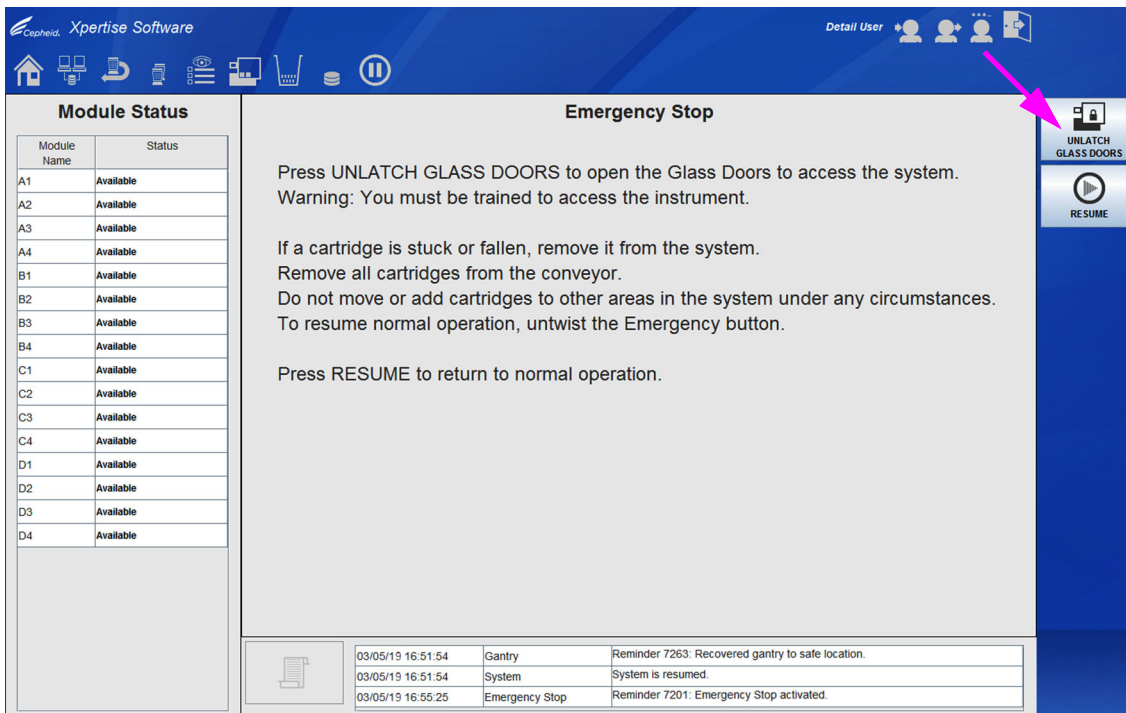 Cepheid. Xpertise Software
Detail User
Module Status
Module Name Status
A1 Available
A2 Available
A3 Available
A4 Available
B1 Available
B2 Available
B3 Available
B4 Available
C1 Available
C2 Available
C3 Available
C4 Available
D1 Available
D2 Available
D3 Available
D4 Available
Emergency Stop
Press UNLATCH GLASS DOORS to open the Glass Doors to access the system.
Warning: You must be trained to access the instrument.
If a cartridge is stuck or fallen, remove it from the system.
Remove all cartridges from the conveyor.
Do not move or add cartridges to other areas in the system under any circumstances.
To resume normal operation, untwist the Emergency button.
Press RESUME to return to normal operation.
03/05/19 16:51:54 Gantry Reminder 7263: Recovered gantry to safe location.
03/05/19 16:51:54 System System is resumed.
03/05/19 16:55:25 Emergency Stop Reminder 7201: Emergency Stop activated.
UNLATCH
GLASS DOORS
RESUME